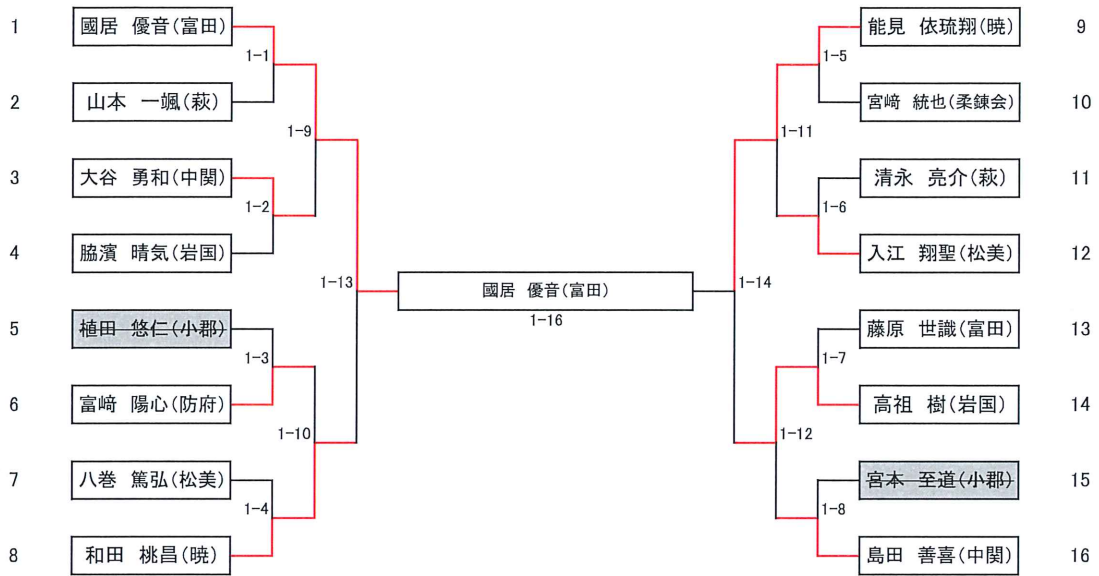 1 國居 優音(富田)
1-1
2 山本 一颯(萩)
1-9
3 大谷 勇和(中関)
1-2
4 脇濱 晴気(岩国)
1-13
5 植田 悠仁(小郡)
1-3
6 富﨑 陽心(防府)
1-10
7 八巻 篤弘(松美)
1-4
8 和田 桃昌(暁)
國居 優音(富田)
1-16
能見 依琉翔(暁) 9
1-5
宮﨑 統也(柔錬会) 10
1-11
清永 亮介(萩) 11
1-6
入江 翔聖(松美) 12
1-14
藤原 世識(富田) 13
1-7
高祖 樹(岩国) 14
1-12
宮本 至道(小郡) 15
1-8
島田 善喜(中関) 16